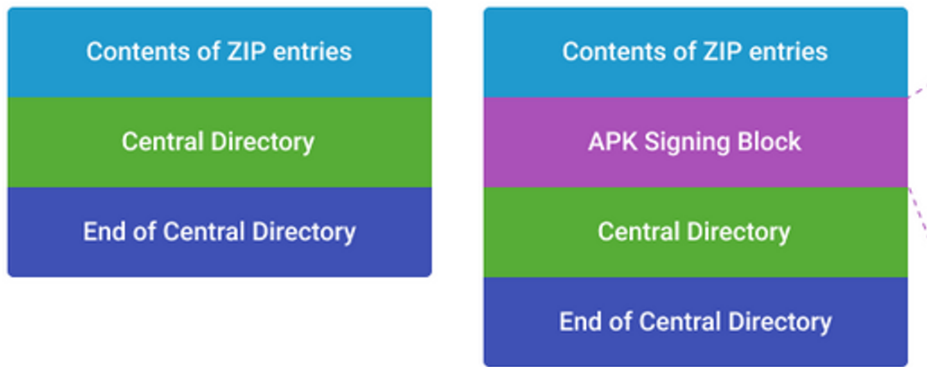 Contents of ZIP entries
Central Directory
End of Central Directory
Contents of ZIP entries
APK Signing Block
Central Directory
End of Central Directory